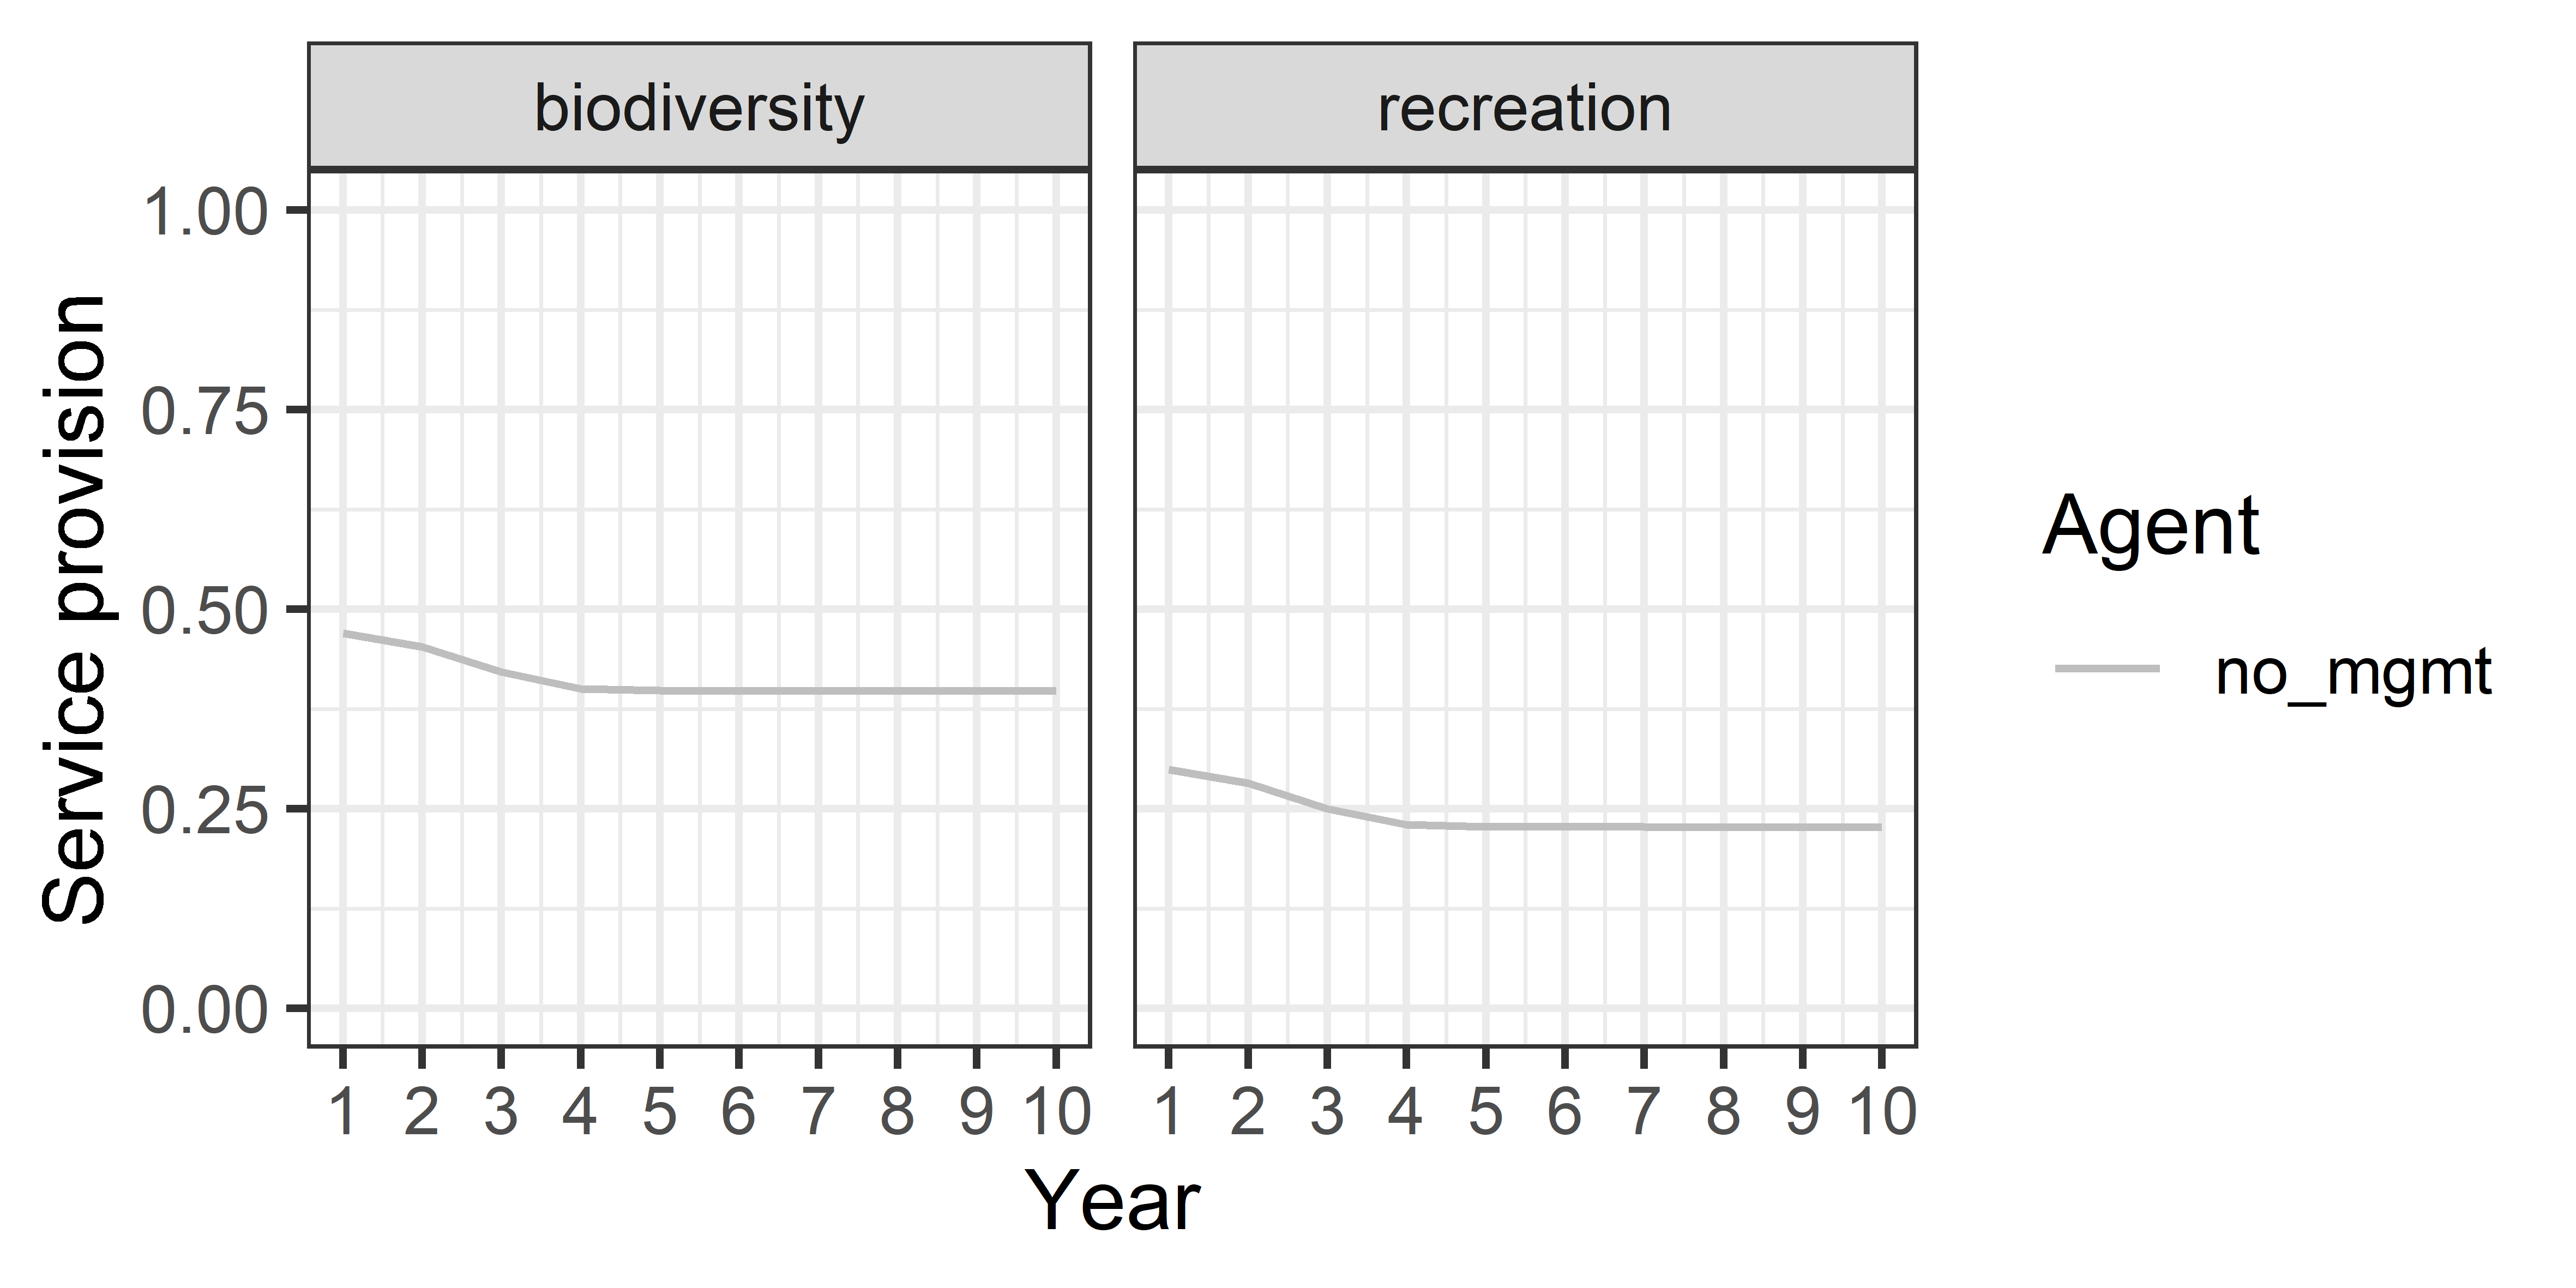 biodiversity recreation
1.00
0.75
0.50
0.25
0.00
Service provision
1 2 3 4 5 6 7 8 9 10 1 2 3 4 5 6 7 8 9 10
Year
Agent
no_mgmt